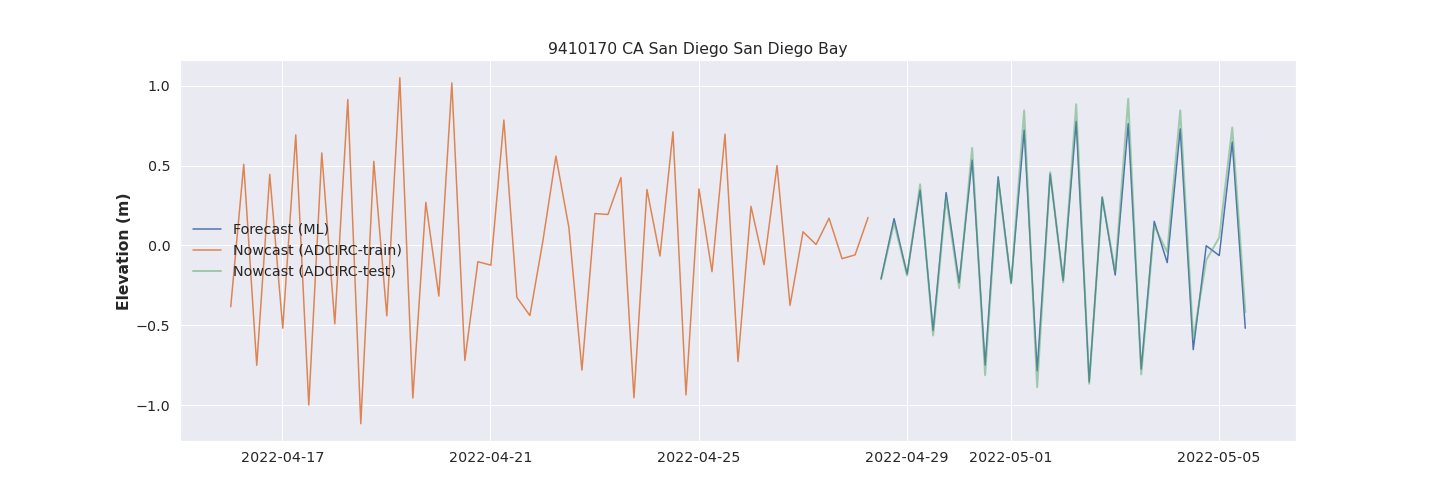 9410170 CA San Diego San Diego Bay
1.0
0.5
0.0
−0.5
−1.0
Elevation (m)
Forecast (ML)
Nowcast (ADCIRC-train)
Nowcast (ADCIRC-test)
2022-04-17
2022-04-21
2022-04-25
2022-04-29
2022-05-01
2022-05-05